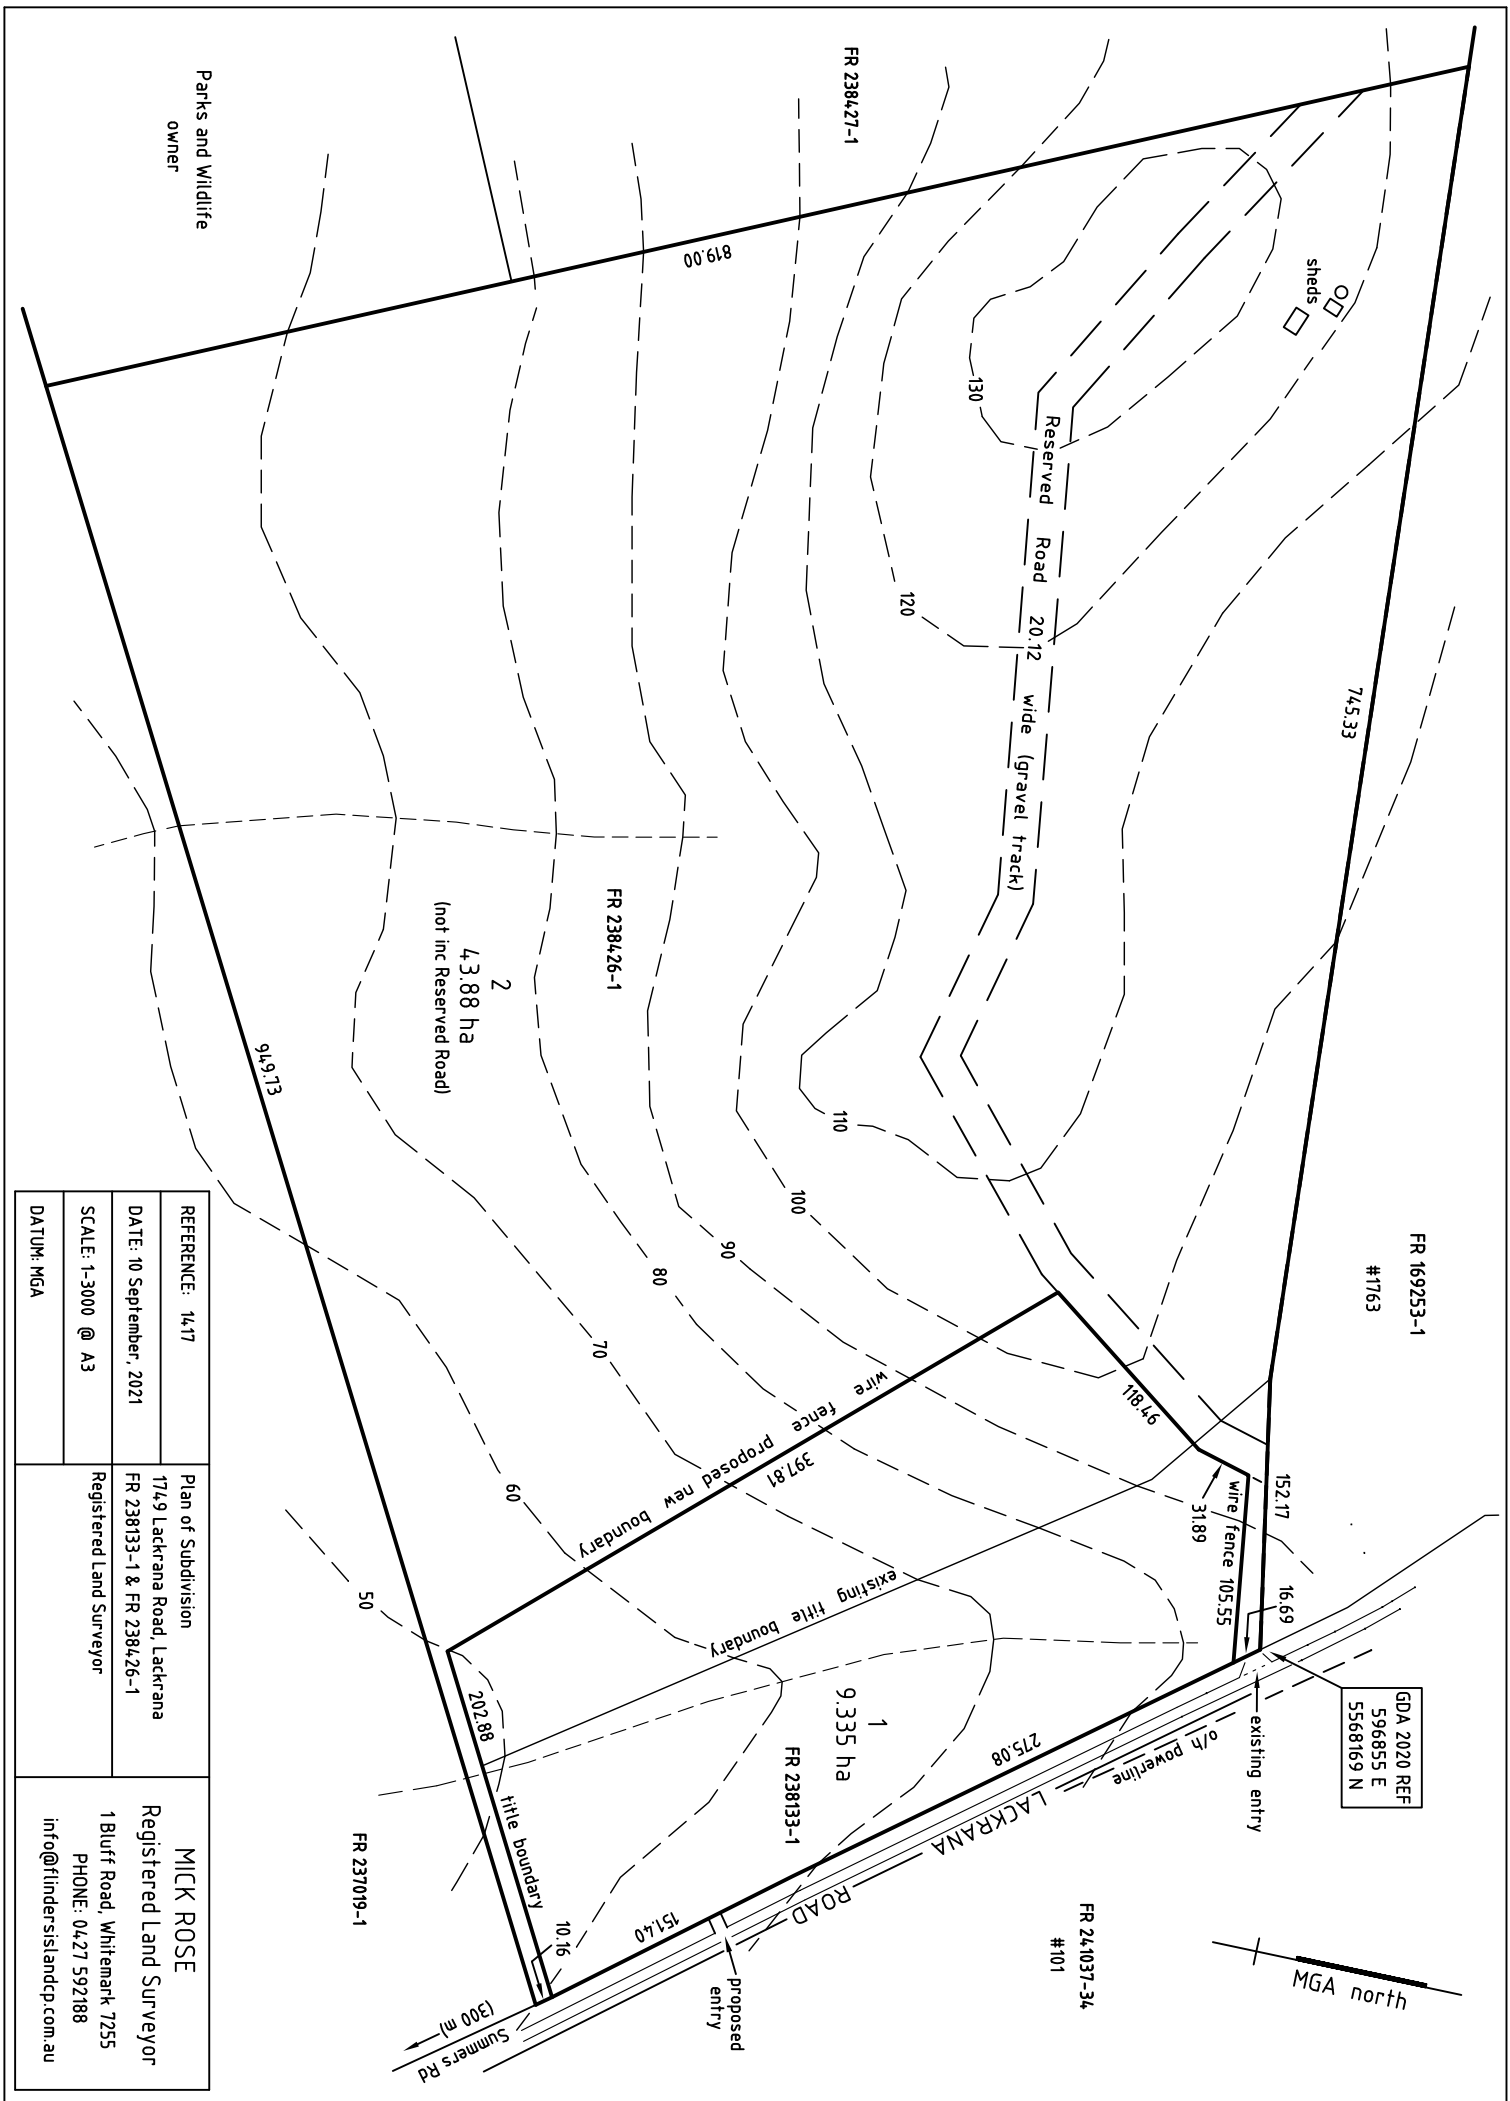 FR 238427-1
Parks and Wildlife
owner
819.00
sheds
130
Reserved Road 20.12 wide (gravel track)
120
745.33
FR 238426-1
2
43.88 ha
(not inc Reserved Road)
949.73
110
100
90
80
70
60
50
FR 169253-1
#1763
118.46
31.89
152.17
wire fence 105.55
16.69
wire fence proposed new boundary
397.81
existing title boundary
GDA 2020 REF
596855 E
5568169 N
existing entry
o/h powerline
275.08
1
9.335 ha
FR 238133-1
202.88
title boundary
LACKRANA ROAD
151.40
10.16
proposed
entry
FR 237019-1
FR 241037-34
#101
MGA north
Summers Rd
(300 m)
REFERENCE: 1417
DATE: 10 September, 2021
SCALE: 1-3000 @ A3
DATUM: MGA
Plan of Subdivision
1749 Lackrana Road, Lackrana
FR 238133-1 & FR 238426-1
Registered Land Surveyor
MICK ROSE
Registered Land Surveyor
1 Bluff Road, Whitemark 7255
PHONE: 0427 592188
info@flindersislandcp.com.au